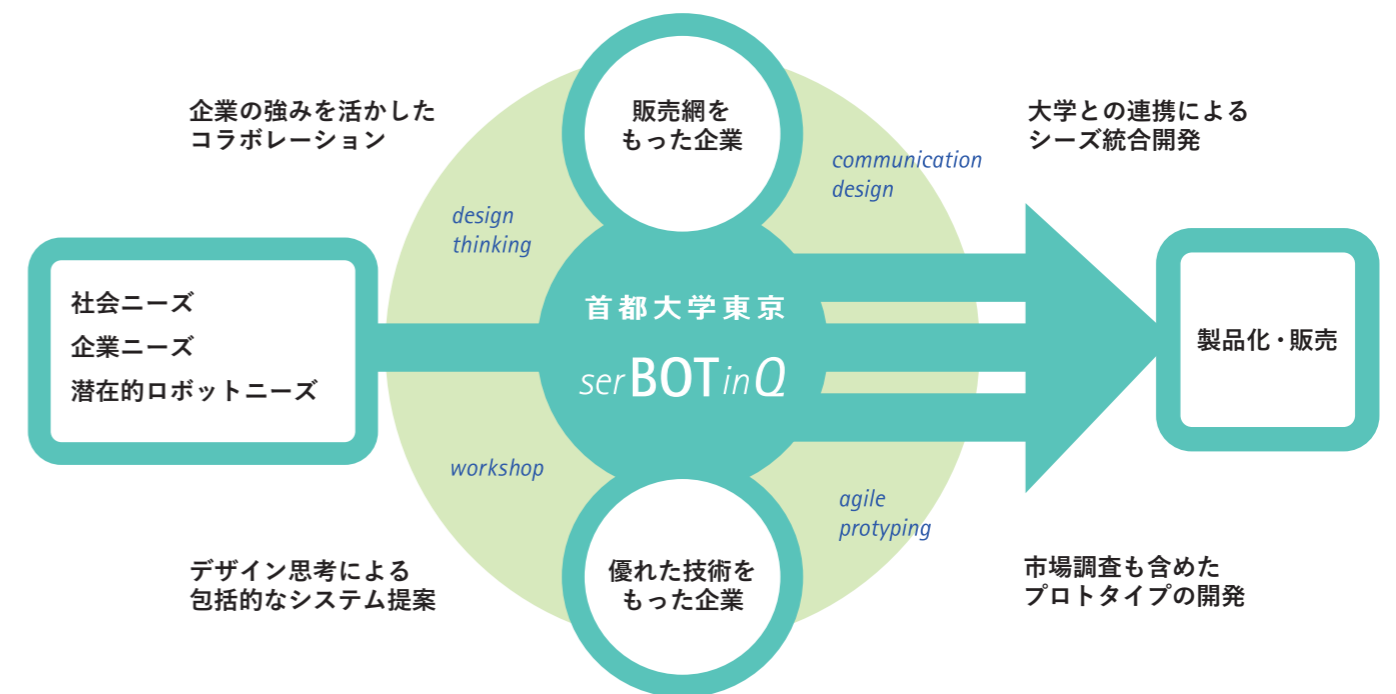 企業の強みを活かした
コラボレーション
販売網を
もった企業
大学との連携による
シーズ統合開発
communication
design
design
thinking
社会ニーズ
企業ニーズ
潜在的ロボットニーズ
首都大学東京
serBOTinQ
製品化・販売
workshop
agile
protyping
デザイン思考による
包括的なシステム提案
優れた技術を
もった企業
市場調査も含めた
プロトタイプの開発